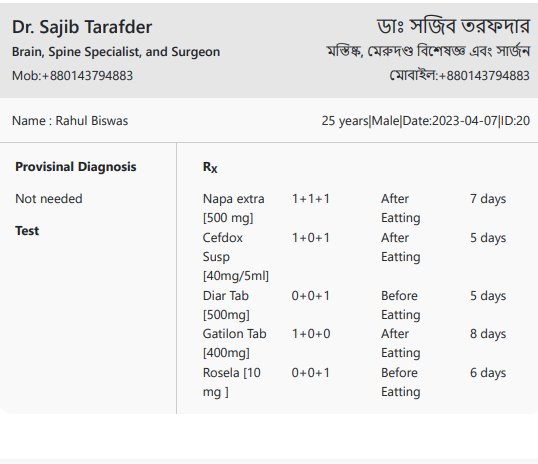 Dr. Sajib Tarafder
ডাঃ সজিব তরফদার
Brain, Spine Specialist, and Surgeon
মস্তিষ্ক, মেরুদণ্ড বিশেষজ্ঞ এবং সার্জন
Mob:+880143794883
মোবাইল:+880143794883
Name : Rahul Biswas
25 years|Male|Date:2023-04-07|ID:20
Provisinal Diagnosis
Not needed
Test
Rx
Napa extra 1+1+1 After 7 days
[500 mg] Eatting
Cefdox 1+0+1 After 5 days
Susp Eatting
[40mg/5ml]
Diar Tab 0+0+1 Before 5 days
[500mg] Eatting
Gatilon Tab 1+0+0 After 8 days
[400mg] Eatting
Rosela [10 0+0+1 Before 6 days
mg ] Eatting